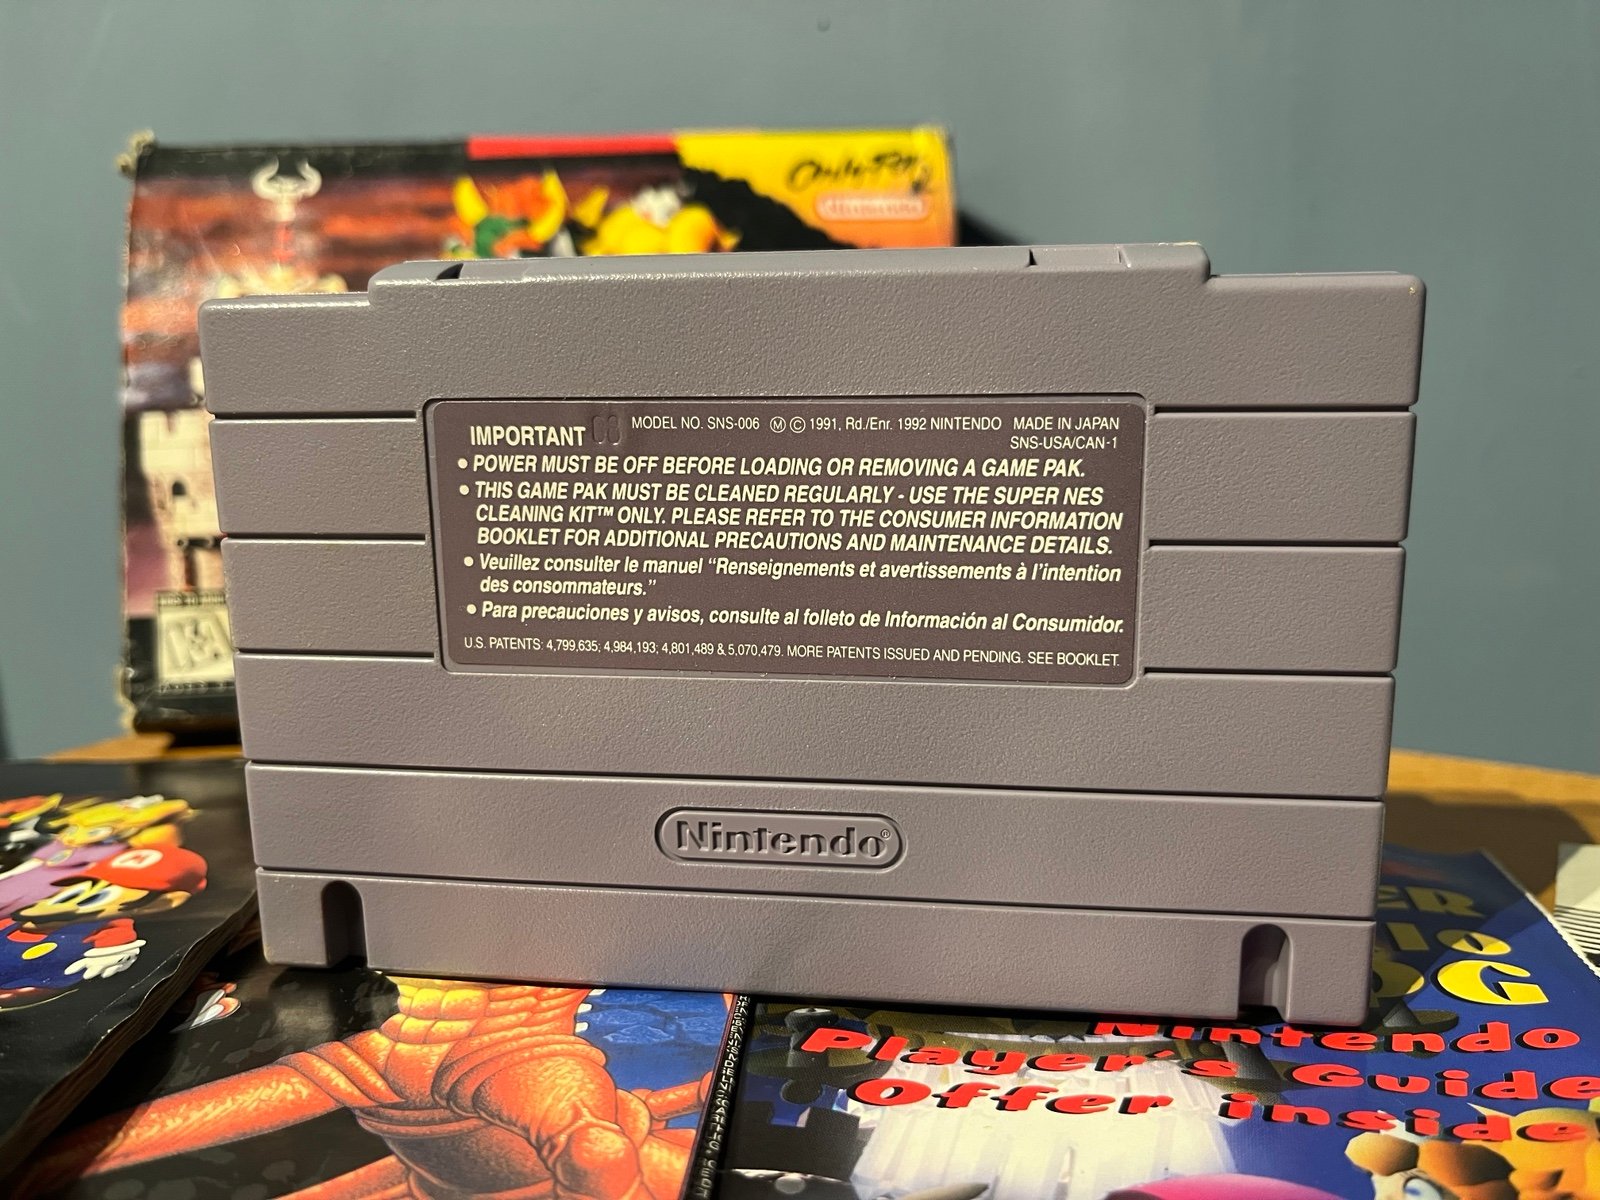 Only For
Nintendo
MODEL NO. SNS-006 Ⓜ © 1991, Rd./Enr. 1992 NINTENDO MADE IN JAPAN
IMPORTANT 00 SNS-USA/CAN-1
• POWER MUST BE OFF BEFORE LOADING OR REMOVING A GAME PAK.
• THIS GAME PAK MUST BE CLEANED REGULARLY - USE THE SUPER NES
CLEANING KIT™ ONLY. PLEASE REFER TO THE CONSUMER INFORMATION
BOOKLET FOR ADDITIONAL PRECAUTIONS AND MAINTENANCE DETAILS.
• Veuillez consulter le manuel “Renseignements et avertissements à l’intention
des consommateurs.”
• Para precauciones y avisos, consulte al folleto de Información al Consumidor.
U.S. PATENTS: 4,799,635; 4,984,193; 4,801,489 & 5,070,479. MORE PATENTS ISSUED AND PENDING. SEE BOOKLET.
K-A
Nintendo®
M
Nintendo
Player's Guide
Offer inside